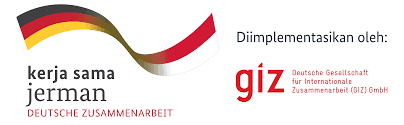 kerja sama
jerman
DEUTSCHE ZUSAMMENARBEIT
Diimplementasikan oleh:
giz
Deutsche Gesellschaft
für Internationale
Zusammenarbeit (GIZ) GmbH